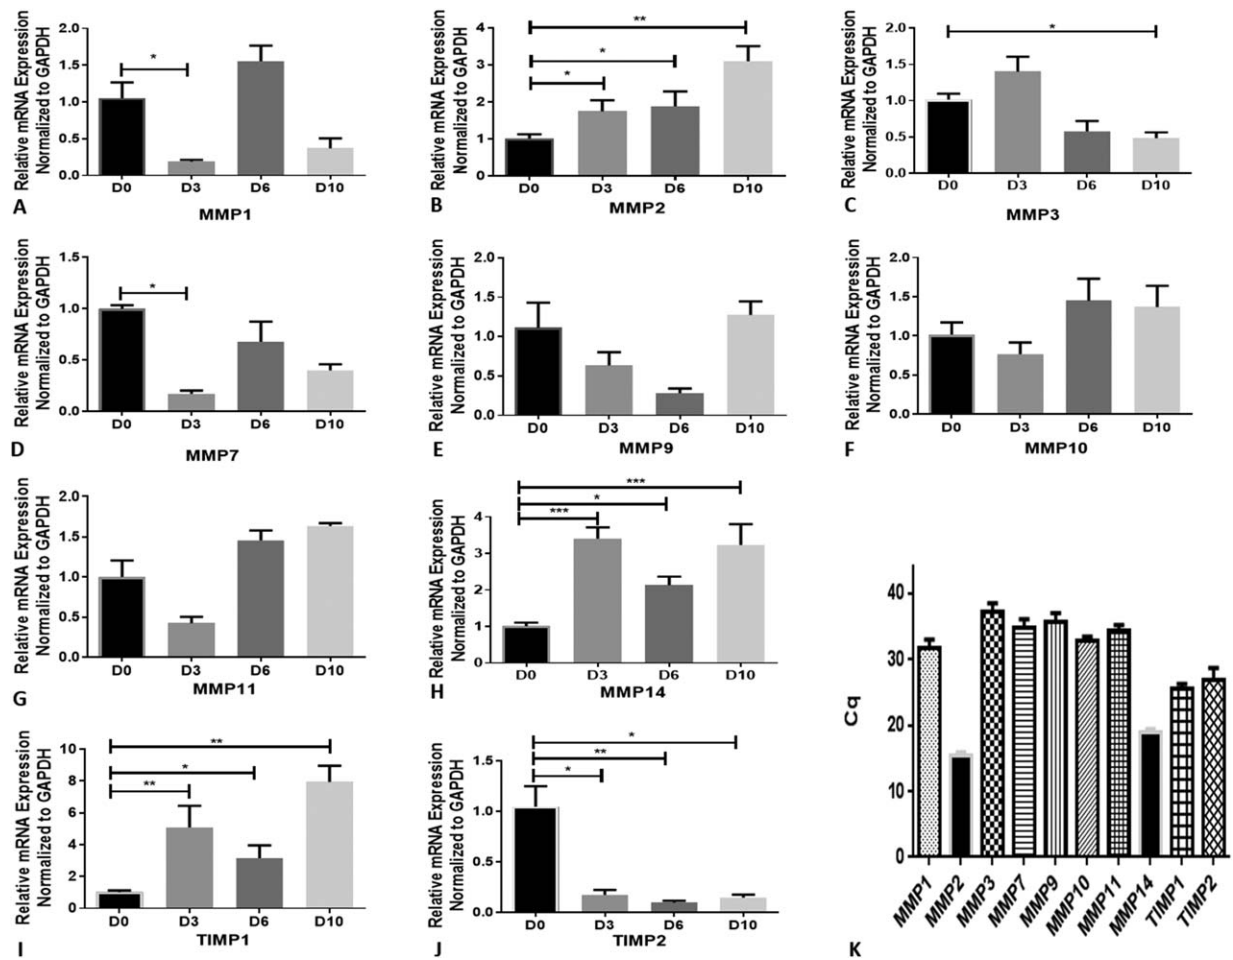 Relative mRNA Expression
Normalized to GAPDH
2.0
1.5
1.0
0.5
0.0
*
D0 D3 D6 D10
A
MMP1
Relative mRNA Expression
Normalized to GAPDH
4
3
2
1
0
**
*
*
D0 D3 D6 D10
B
MMP2
Relative mRNA Expression
Normalized to GAPDH
2.0
1.5
1.0
0.5
0.0
*
D0 D3 D6 D10
C
MMP3
Relative mRNA Expression
Normalized to GAPDH
1.5
1.0
0.5
0.0
*
D0 D3 D6 D10
D
MMP7
Relative mRNA Expression
Normalized to GAPDH
2.0
1.5
1.0
0.5
0.0
D0 D3 D6 D10
E
MMP9
Relative mRNA Expression
Normalized to GAPDH
2.0
1.5
1.0
0.5
0.0
D0 D3 D6 D10
F
MMP10
Relative mRNA Expression
Normalized to GAPDH
2.0
1.5
1.0
0.5
0.0
D0 D3 D6 D10
G
MMP11
Relative mRNA Expression
Normalized to GAPDH
4
3
2
1
0
***
*
***
D0 D3 D6 D10
H
MMP14
Relative mRNA Expression
Normalized to GAPDH
10
8
6
4
2
0
**
*
**
D0 D3 D6 D10
I
TIMP1
Relative mRNA Expression
Normalized to GAPDH
1.5
1.0
0.5
0.0
*
**
*
D0 D3 D6 D10
J
TIMP2
Cq
40
30
20
10
0
MMP1
MMP2
MMP3
MMP7
MMP9
MMP10
MMP11
MMP14
TIMP1
TIMP2
K